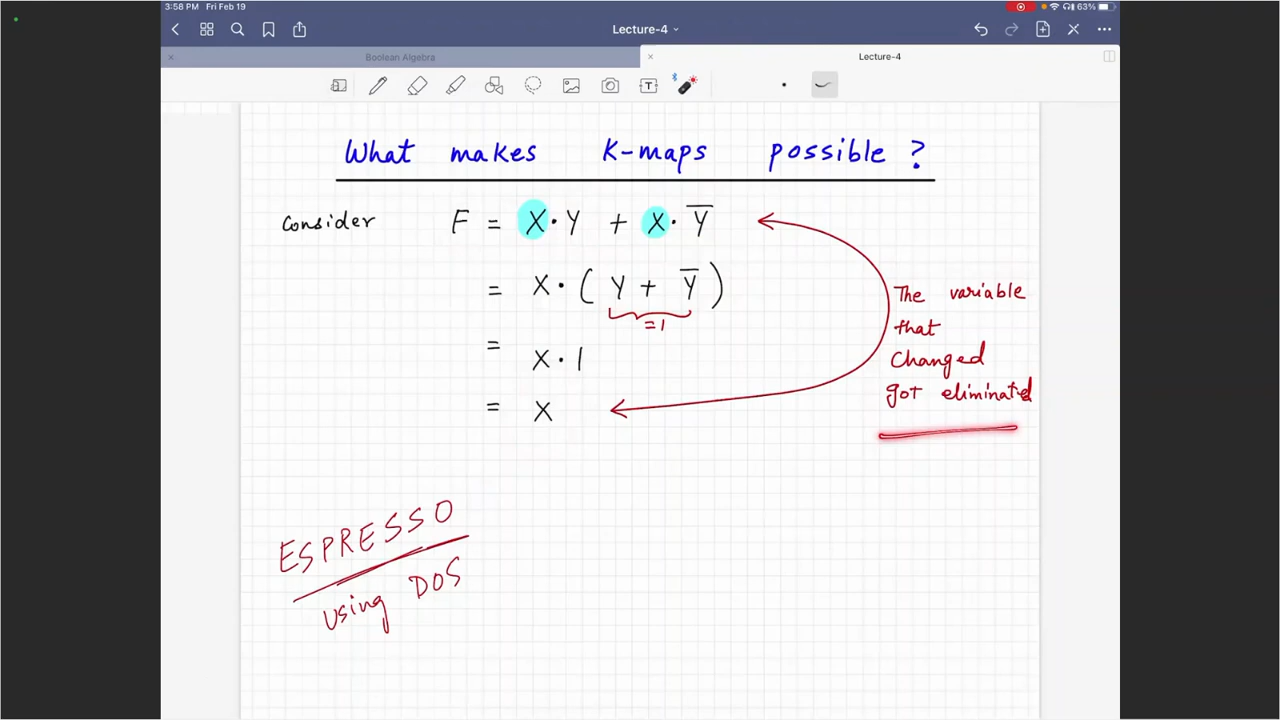 3:58 PM Fri Feb 19
63%
Lecture-4
Boolean Algebra
Lecture-4
What makes K-maps possible ?
Consider F = X·Y + X·Y̅
= X·( Y + Y̅ )
=1
= X·1
= X
The variable
that
changed
got eliminated
ESPRESSO
using DOS